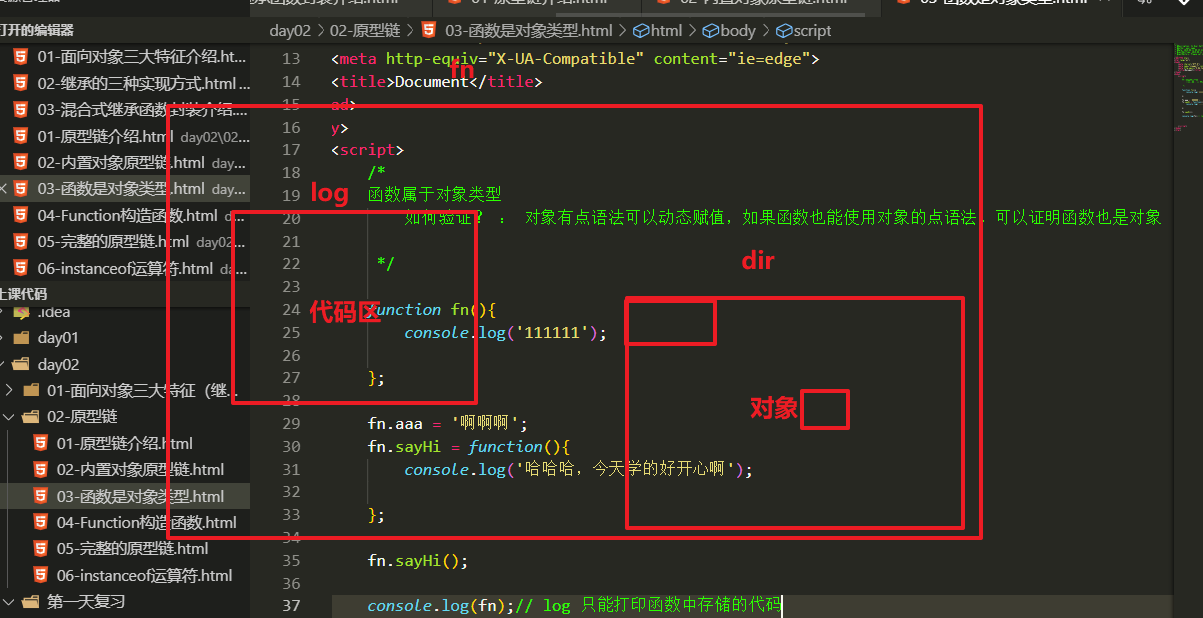 day02 > 02-原型链 > 03-函数是对象类型.html > html > body > script
打开的编辑器
01-面向对象三大特征介绍.ht...
02-继承的三种实现方式.html ...
03-混合式继承函数封装介绍....
01-原型链介绍.html day02\02...
02-内置对象原型链.html day...
03-函数是对象类型.html day...
04-Function构造函数.html d...
05-完整的原型链.html day02...
06-instanceof运算符.html da...
上课代码
.idea
day01
day02
01-面向对象三大特征（继...
02-原型链
01-原型链介绍.html
02-内置对象原型链.html
03-函数是对象类型.html
04-Function构造函数.html
05-完整的原型链.html
06-instanceof运算符.html
第一天复习
fn
13 <meta http-equiv="X-UA-Compatible" content="ie=edge">
14 <title>Document</title>
15 ad>
16 y>
17 <script>
18 /*
log
19 函数属于对象类型
20 如何验证？ ： 对象有点语法可以动态赋值，如果函数也能使用对象的点语法，可以证明函数也是对象
21
dir
22 */
23
代码区
24 function fn(){
25 console.log('111111');
26
27 };
28
对象
29 fn.aaa = '啊啊啊';
30 fn.sayHi = function(){
31 console.log('哈哈哈，今天学的好开心啊');
32
33 };
34
35 fn.sayHi();
36
37 console.log(fn);// log 只能打印函数中存储的代码